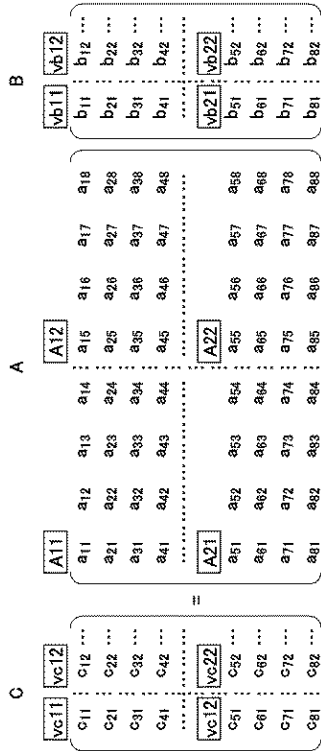 C A B
vc11 vc12 A11 A12 vb11 vb12
c11 c12 ... a11 a12 a13 a14 a15 a16 a17 a18 b11 b12 ...
c21 c22 ... a21 a22 a23 a24 a25 a26 a27 a28 b21 b22 ...
c31 c32 ... a31 a32 a33 a34 a35 a36 a37 a38 b31 b32 ...
c41 c42 ... a41 a42 a43 a44 a45 a46 a47 a48 b41 b42 ...
=
vc12 vc22 A21 A22 vb21 vb22
c51 c52 ... a51 a52 a53 a54 a55 a56 a57 a58 b51 b52 ...
c61 c62 ... a61 a62 a63 a64 a65 a66 a67 a68 b61 b62 ...
c71 c72 ... a71 a72 a73 a74 a75 a76 a77 a78 b71 b72 ...
c81 c82 ... a81 a82 a83 a84 a85 a86 a87 a88 b81 b82 ...